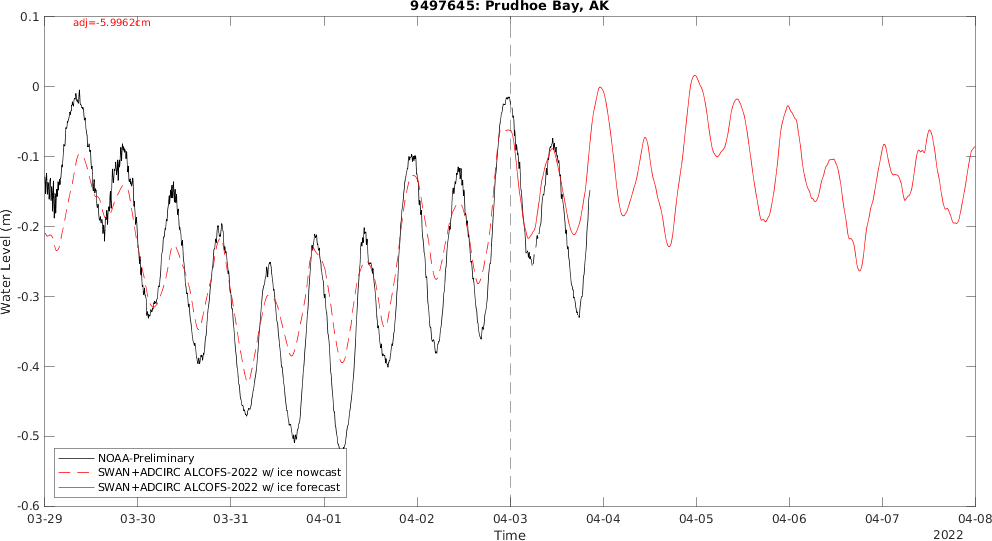 9497645: Prudhoe Bay, AK
adj=-5.9962cm
0.1
0
-0.1
-0.2
-0.3
-0.4
-0.5
-0.6
Water Level (m)
NOAA-Preliminary
SWAN+ADCIRC ALCOFS-2022 w/ ice nowcast
SWAN+ADCIRC ALCOFS-2022 w/ ice forecast
03-29 03-30 03-31 04-01 04-02 04-03 04-04 04-05 04-06 04-07 04-08
Time
2022